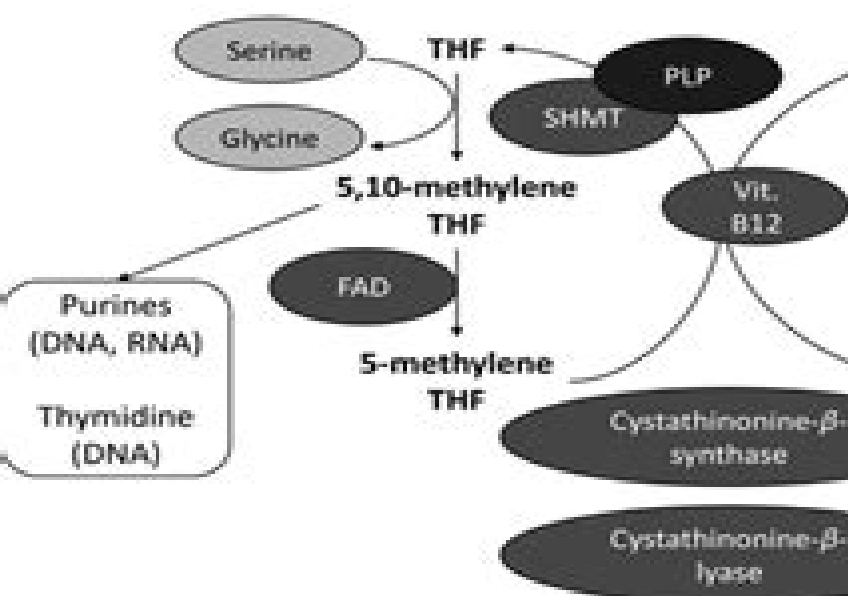 Serine
THF
PLP
SHMT
Glycine
5,10-methylene
THF
Vit.
B12
FAD
Purines
(DNA, RNA)
5-methylene
THF
Thymidine
(DNA)
Cystathinonine-β-
synthase
Cystathinonine-β-
lyase